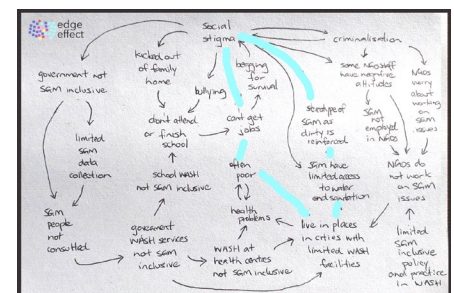 edge
effect
social
stigma
criminalisation
government not
SGM inclusive
kicked out
of family
home
bullying
begging
for
survival
some NGO staff
have negative
attitudes
NGOs
worry
about
working
on
SGM
issues
don't attend
or finish
school
can't get
jobs
stereotype of
SGM as
dirty is
reinforced
SGM
not
employed
in NGOs
limited
SGM
data
collection
school WASH
not SGM inclusive
often
poor
SGM have
limited access
to water
and sanitation
NGOs do
not work
on SGM
issues
SGM
people
not
consulted
government
WASH services
not SGM
inclusive
health
problems
WASH at
health centres
not SGM inclusive
live in places
in cities with
limited WASH
facilities
limited
SGM
inclusive
policy
and practice
in WASH